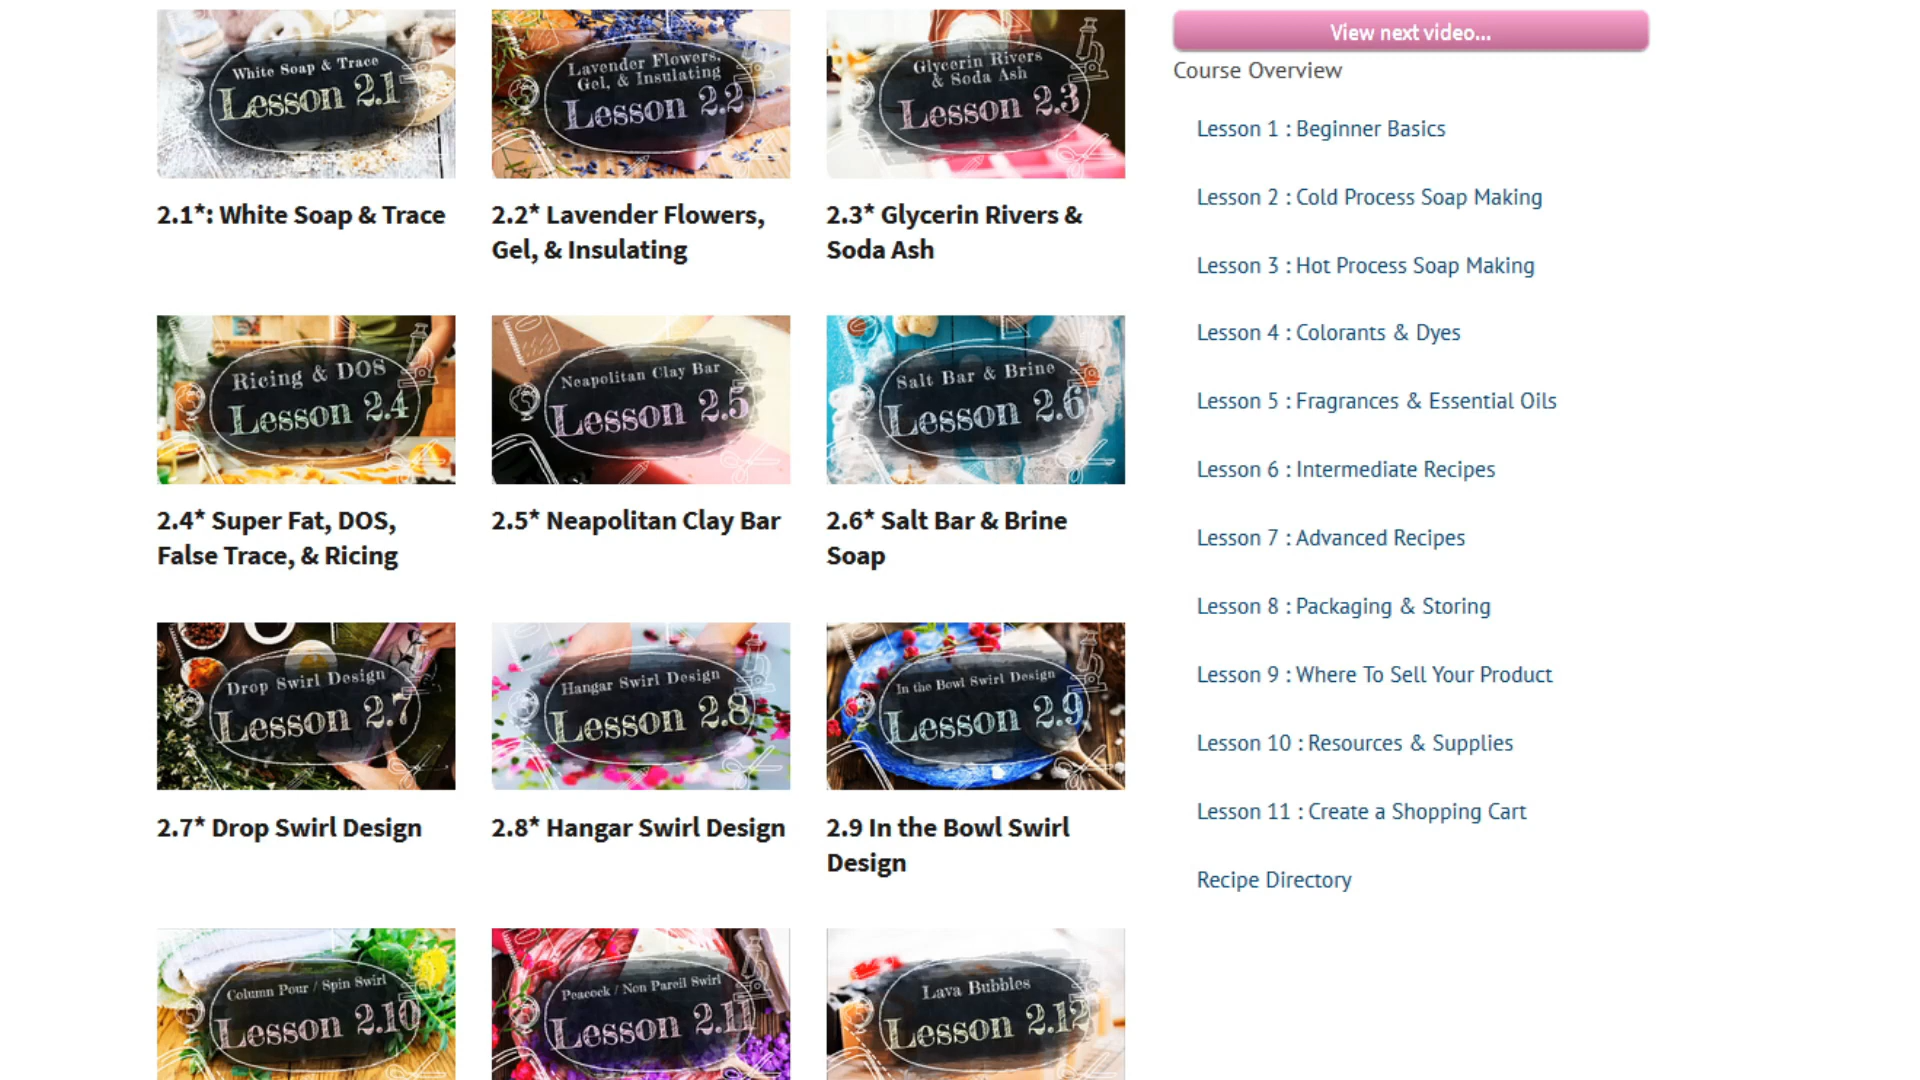 White Soap & Trace
Lesson 2.1
2.1*: White Soap & Trace
Lavender Flowers,
Gel, & Insulating
Lesson 2.2
2.2* Lavender Flowers,
Gel, & Insulating
Glycerin Rivers
& Soda Ash
Lesson 2.3
2.3* Glycerin Rivers &
Soda Ash
Ricing & DOS
Lesson 2.4
2.4* Super Fat, DOS,
False Trace, & Ricing
Neapolitan Clay Bar
Lesson 2.5
2.5* Neapolitan Clay Bar
Salt Bar & Brine
Lesson 2.6
2.6* Salt Bar & Brine
Soap
Drop Swirl Design
Lesson 2.7
2.7* Drop Swirl Design
Hangar Swirl Design
Lesson 2.8
2.8* Hangar Swirl Design
In the Bowl Swirl Design
Lesson 2.9
2.9 In the Bowl Swirl
Design
Column Pour / Spin Swirl
Lesson 2.10
Peacock / Non Pareil Swirl
Lesson 2.11
Lava Bubbles
Lesson 2.12
View next video...
Course Overview
Lesson 1 : Beginner Basics
Lesson 2 : Cold Process Soap Making
Lesson 3 : Hot Process Soap Making
Lesson 4 : Colorants & Dyes
Lesson 5 : Fragrances & Essential Oils
Lesson 6 : Intermediate Recipes
Lesson 7 : Advanced Recipes
Lesson 8 : Packaging & Storing
Lesson 9 : Where To Sell Your Product
Lesson 10 : Resources & Supplies
Lesson 11 : Create a Shopping Cart
Recipe Directory